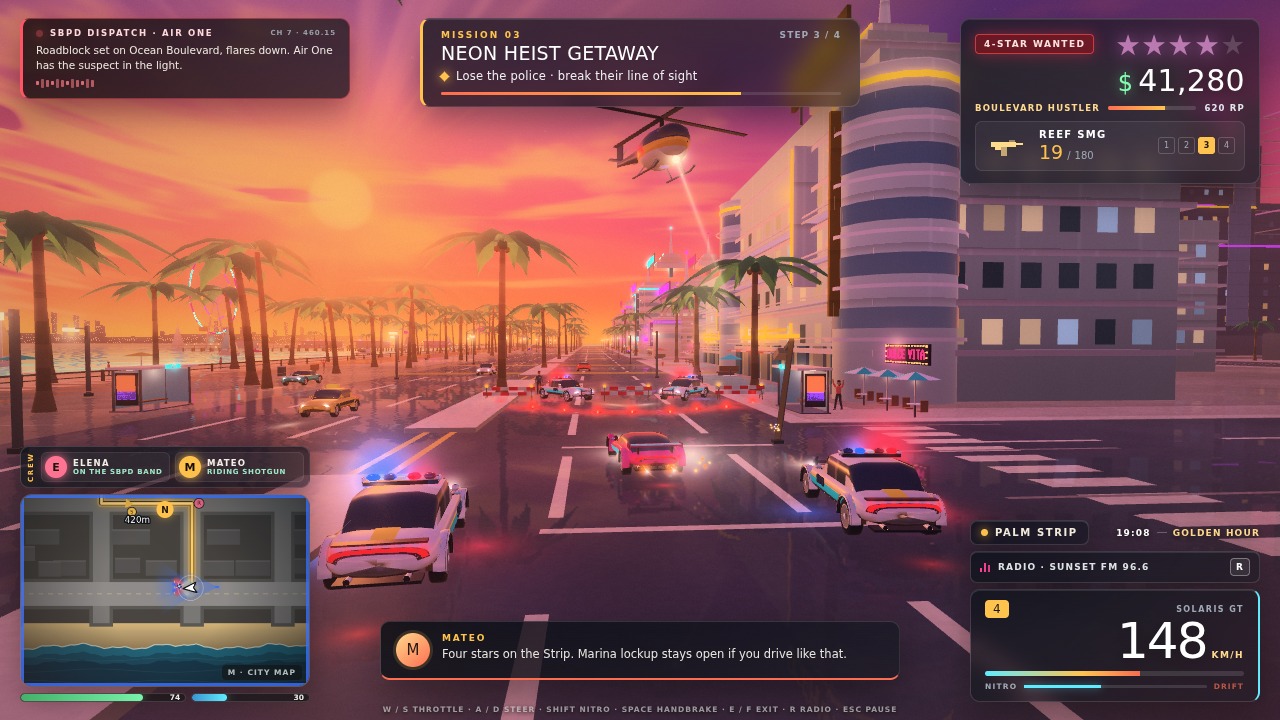 SBPD DISPATCH · AIR ONE
CH 7 · 460.15
Roadblock set on Ocean Boulevard, flares down. Air One
has the suspect in the light.
MISSION 03
STEP 3 / 4
NEON HEIST GETAWAY
Lose the police · break their line of sight
4-STAR WANTED
$ 41,280
BOULEVARD HUSTLER
620 RP
REEF SMG
19 / 180
1 2 3 4
CREW
E
ELENA
ON THE SBPD BAND
M
MATEO
RIDING SHOTGUN
N
420m
M · CITY MAP
74
30
M
MATEO
Four stars on the Strip. Marina lockup stays open if you drive like that.
W / S THROTTLE · A / D STEER · SHIFT NITRO · SPACE HANDBRAKE · E / F EXIT · R RADIO · ESC PAUSE
PALM STRIP
19:08 — GOLDEN HOUR
RADIO · SUNSET FM 96.6
R
4
SOLARIS GT
148 KM/H
NITRO
DRIFT